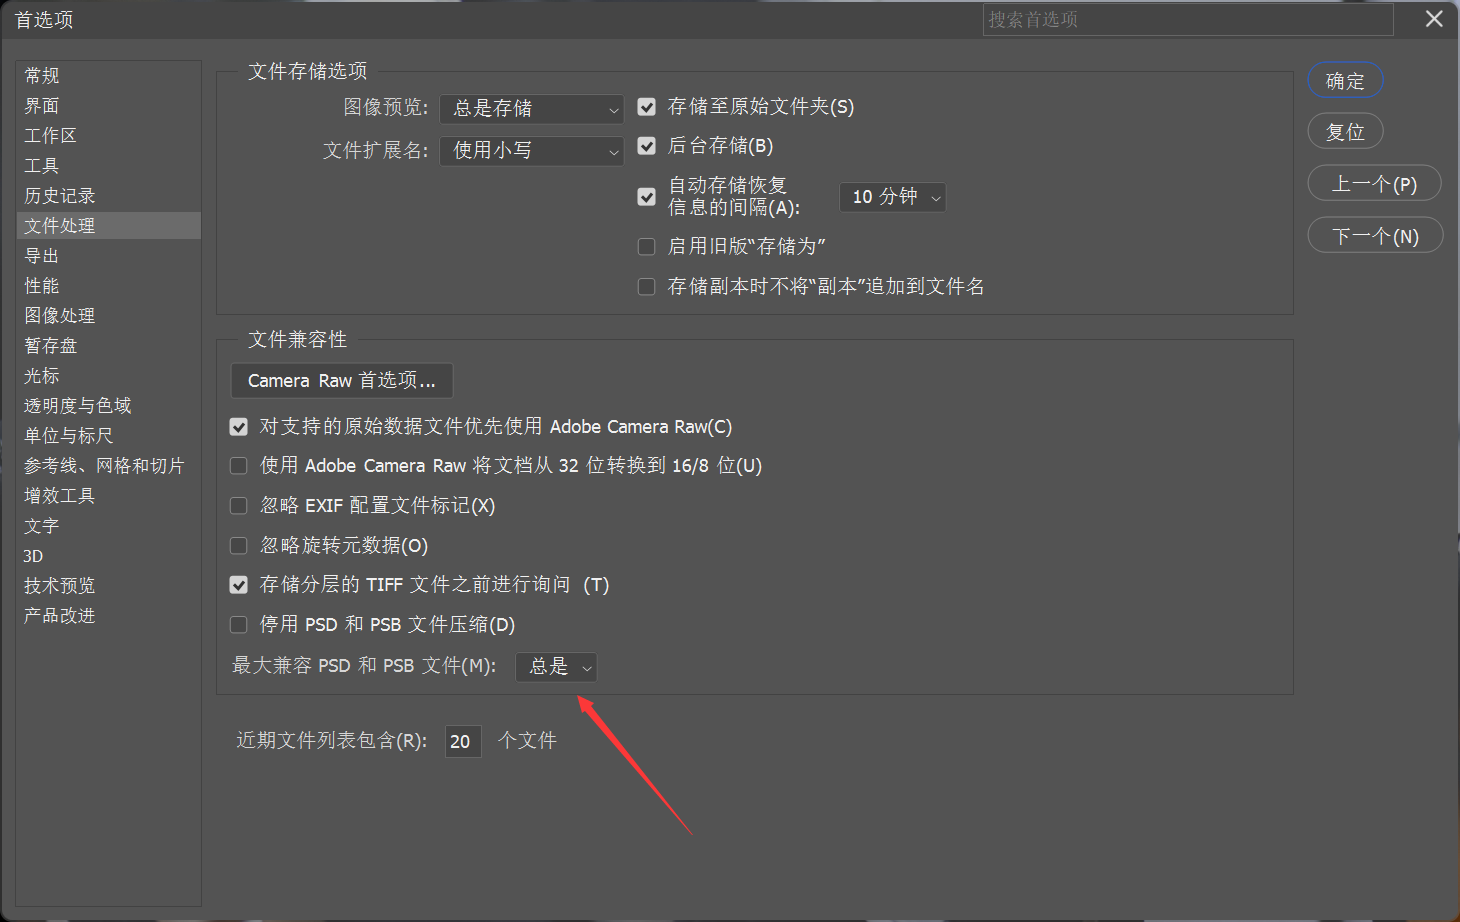 首选项
搜索首选项
常规
界面
工作区
工具
历史记录
文件处理
导出
性能
图像处理
暂存盘
光标
透明度与色域
单位与标尺
参考线、网格和切片
增效工具
文字
3D
技术预览
产品改进
文件存储选项
图像预览: 总是存储
文件扩展名: 使用小写
存储至原始文件夹(S)
后台存储(B)
自动存储恢复
信息的间隔(A): 10 分钟
启用旧版“存储为”
存储副本时不将“副本”追加到文件名
文件兼容性
Camera Raw 首选项...
对支持的原始数据文件优先使用 Adobe Camera Raw(C)
使用 Adobe Camera Raw 将文档从 32 位转换到 16/8 位(U)
忽略 EXIF 配置文件标记(X)
忽略旋转元数据(O)
存储分层的 TIFF 文件之前进行询问 (T)
停用 PSD 和 PSB 文件压缩(D)
最大兼容 PSD 和 PSB 文件(M): 总是
近期文件列表包含(R): 20 个文件
确定
复位
上一个(P)
下一个(N)